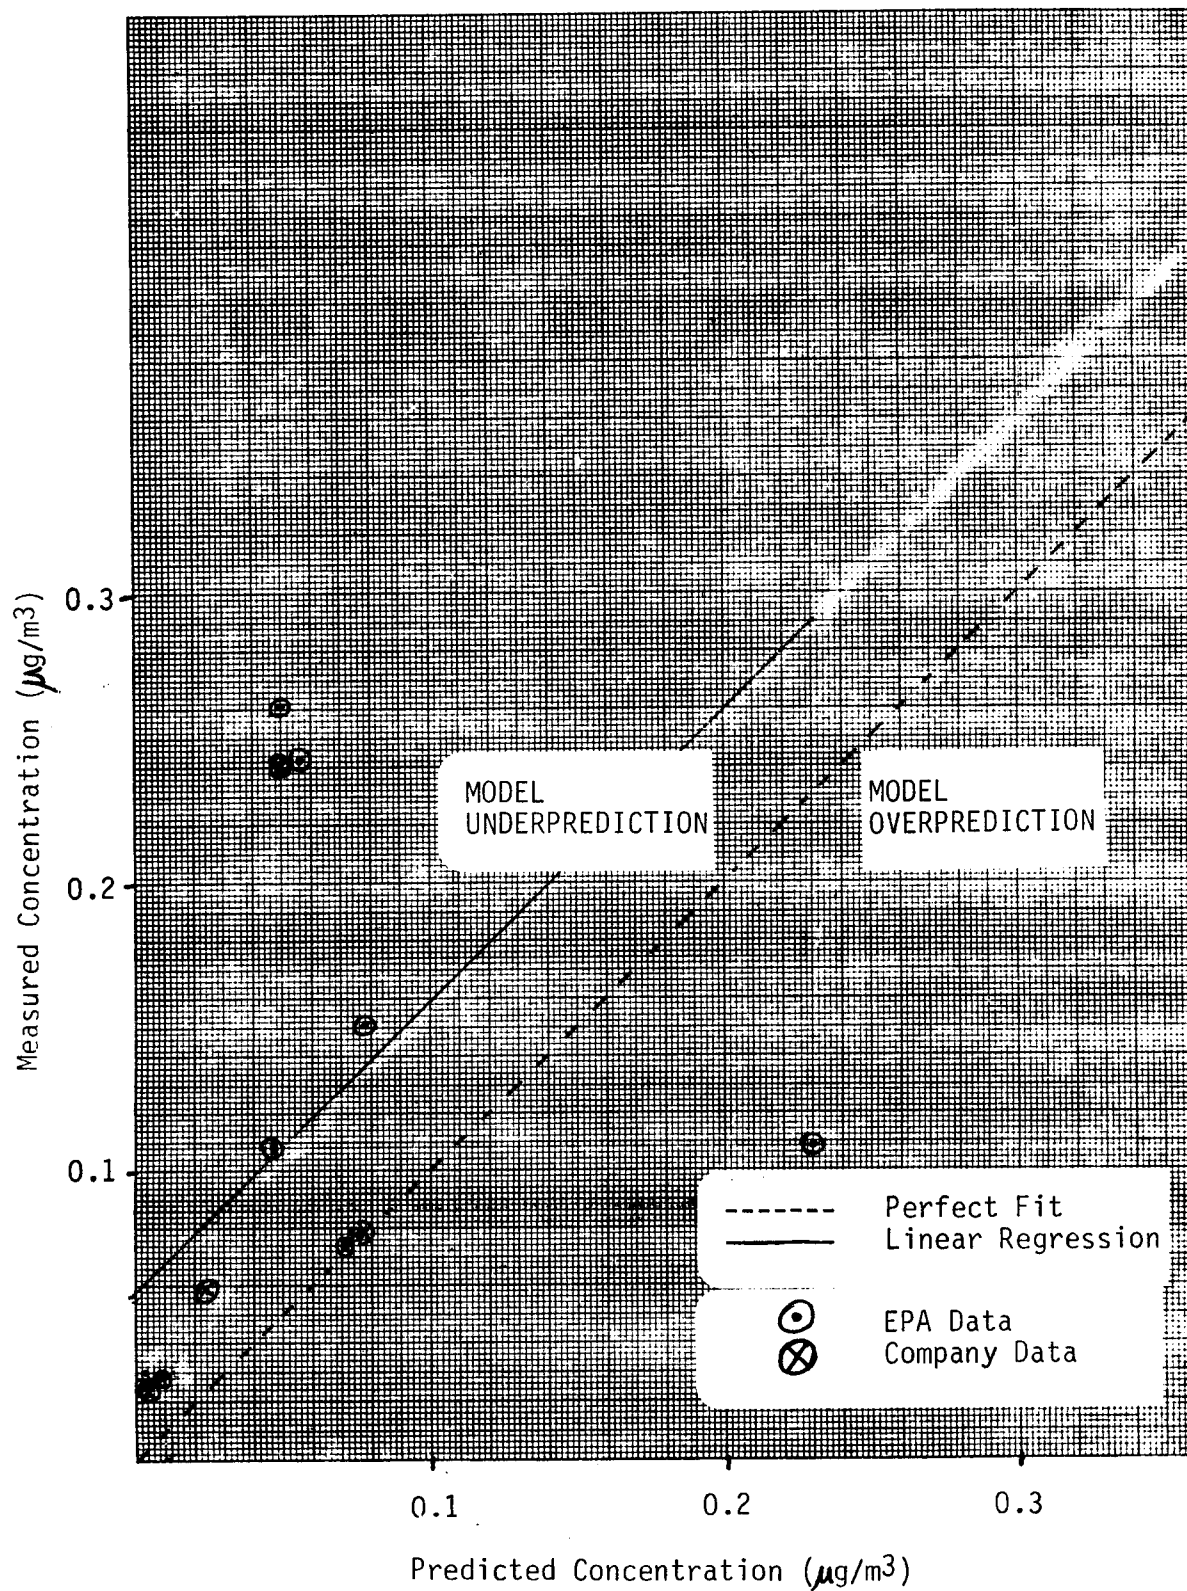 0.3
0.2
0.1
Measured Concentration (µg/m3)
MODEL
UNDERPREDICTION
MODEL
OVERPREDICTION
Perfect Fit
Linear Regression
EPA Data
Company Data
0.1
0.2
0.3
Predicted Concentration (µg/m3)